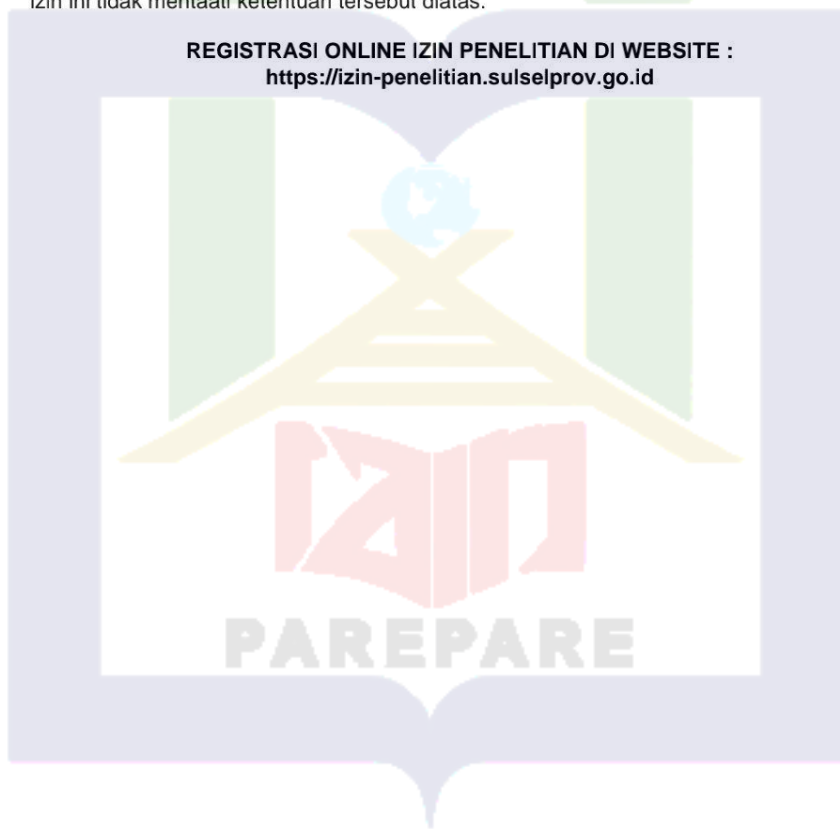 izin ini tidak mentaati ketentuan tersebut diatas.
REGISTRASI ONLINE IZIN PENELITIAN DI WEBSITE :
https://izin-penelitian.sulselprov.go.id
iain
PAREPARE